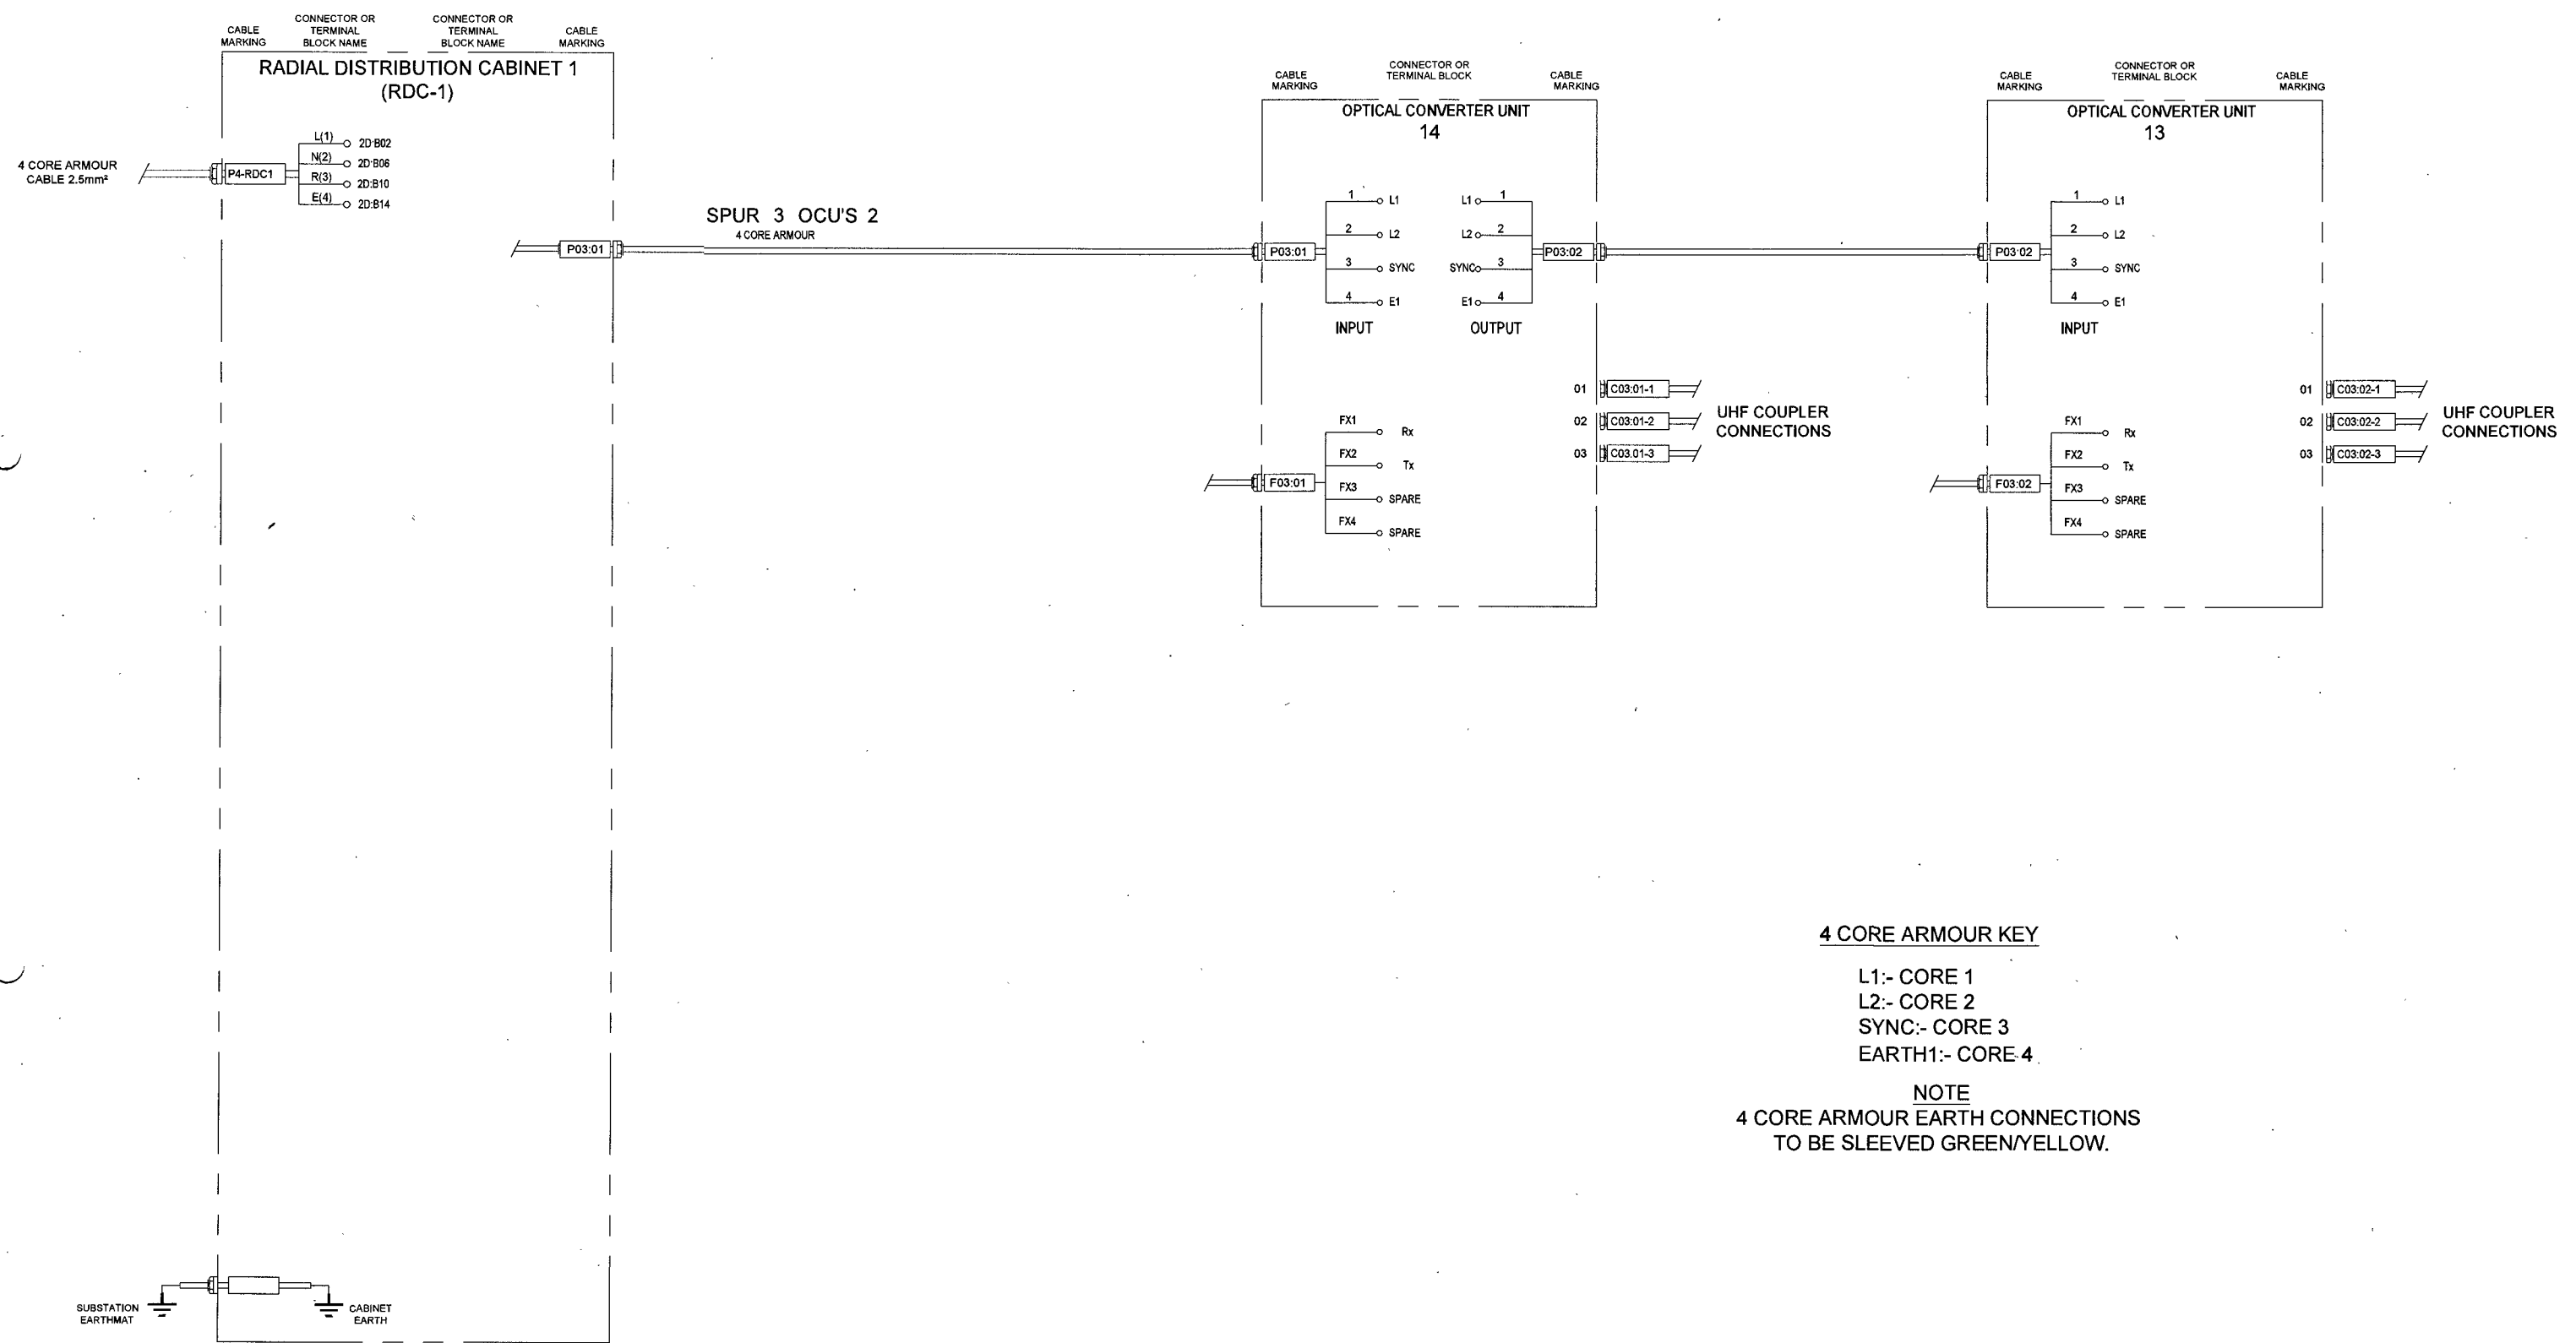 CABLE
MARKING
CONNECTOR OR
TERMINAL
BLOCK NAME
CONNECTOR OR
TERMINAL
BLOCK NAME
CABLE
MARKING
RADIAL DISTRIBUTION CABINET 1
(RDC-1)
4 CORE ARMOUR
CABLE 2.5mm²
P4-RDC1
L(1) 2D:B02
N(2) 2D:B06
R(3) 2D:B10
E(4) 2D:B14
P03:01
SPUR 3 OCU'S 2
4 CORE ARMOUR
SUBSTATION
EARTHMAT
CABINET
EARTH
CABLE
MARKING
CONNECTOR OR
TERMINAL BLOCK
CABLE
MARKING
OPTICAL CONVERTER UNIT
14
P03:01
1 L1
2 L2
3 SYNC
4 E1
INPUT
L1 1
L2 2
SYNC 3
E1 4
OUTPUT
P03:02
01 C03:01-1
02 C03:01-2
03 C03.01-3
UHF COUPLER
CONNECTIONS
F03:01
FX1 Rx
FX2 Tx
FX3 SPARE
FX4 SPARE
CABLE
MARKING
CONNECTOR OR
TERMINAL BLOCK
CABLE
MARKING
OPTICAL CONVERTER UNIT
13
P03:02
1 L1
2 L2
3 SYNC
4 E1
INPUT
01 C03:02-1
02 C03:02-2
03 C03:02-3
UHF COUPLER
CONNECTIONS
F03:02
FX1 Rx
FX2 Tx
FX3 SPARE
FX4 SPARE
4 CORE ARMOUR KEY
L1:- CORE 1
L2:- CORE 2
SYNC:- CORE 3
EARTH1:- CORE 4
NOTE
4 CORE ARMOUR EARTH CONNECTIONS
TO BE SLEEVED GREEN/YELLOW.